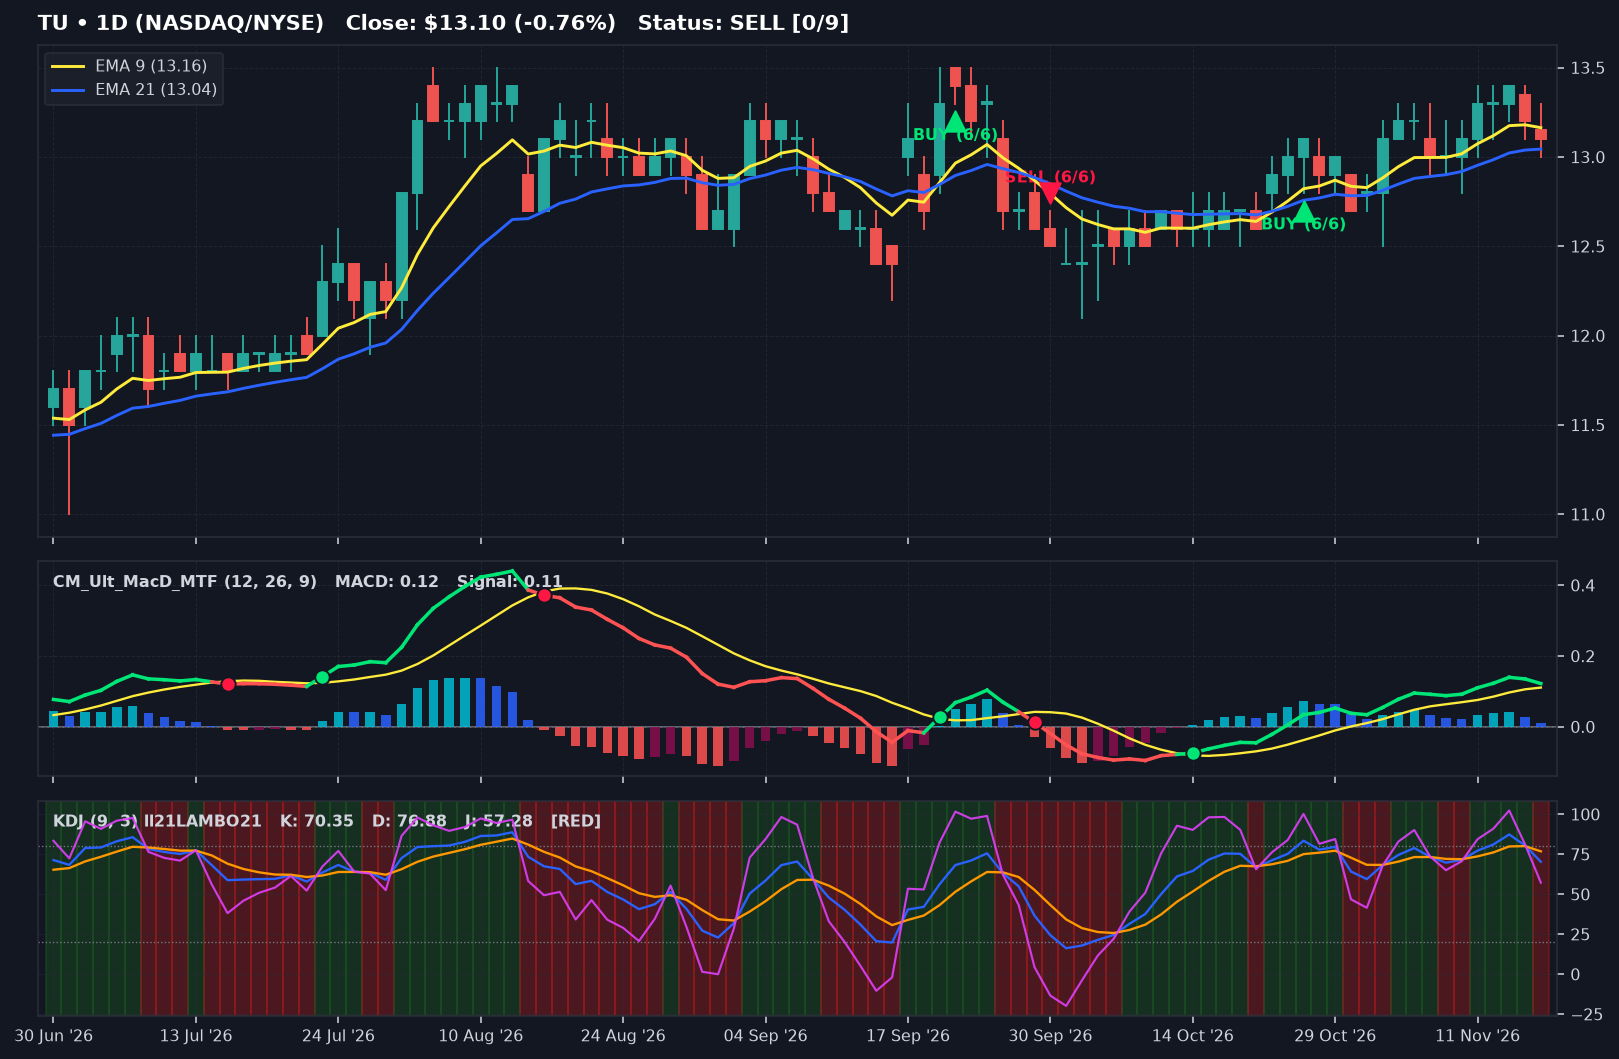 TU • 1D (NASDAQ/NYSE)   Close: $13.10 (-0.76%)   Status: SELL [0/9]
EMA 9 (13.16)
EMA 21 (13.04)
13.5
13.0
12.5
12.0
11.5
11.0
BUY (6/6)
SELL (6/6)
BUY (6/6)
CM_Ult_MacD_MTF (12, 26, 9)   MACD: 0.12   Signal: 0.11
0.4
0.2
0.0
KDJ (9, 3) II21LAMBO21   K: 70.35   D: 76.88   J: 57.28   [RED]
100
75
50
25
0
−25
30 Jun '26
13 Jul '26
24 Jul '26
10 Aug '26
24 Aug '26
04 Sep '26
17 Sep '26
30 Sep '26
14 Oct '26
29 Oct '26
11 Nov '26